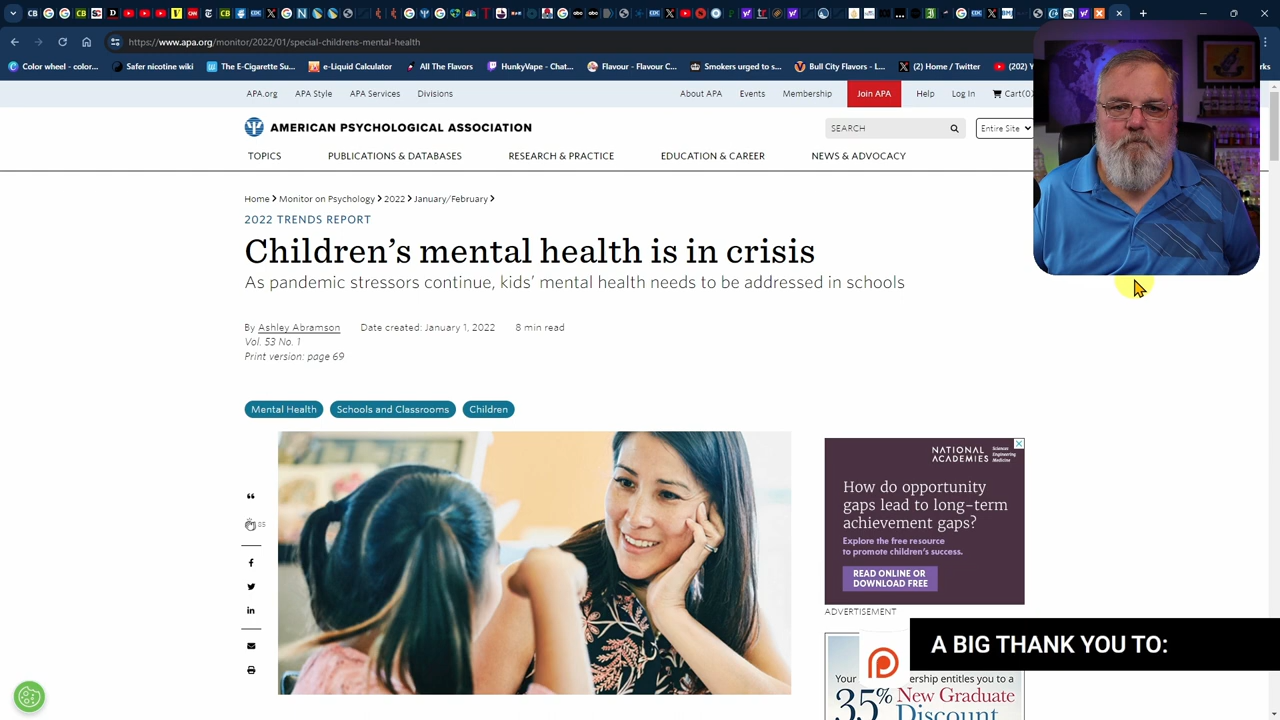 https://www.apa.org/monitor/2022/01/special-childrens-mental-health
Color wheel - color...
Safer nicotine wiki
The E-Cigarette Su...
e-Liquid Calculator
All The Flavors
HunkyVape - Chat...
Flavour – Flavour C...
Smokers urged to s...
Bull City Flavors – L...
(2) Home / Twitter
APA.org
APA Style
APA Services
Divisions
About APA
Events
Membership
Join APA
Help
Log In
AMERICAN PSYCHOLOGICAL ASSOCIATION
SEARCH
Entire Site
TOPICS
PUBLICATIONS & DATABASES
RESEARCH & PRACTICE
EDUCATION & CAREER
NEWS & ADVOCACY
Home > Monitor on Psychology > 2022 > January/February >
2022 TRENDS REPORT
Children’s mental health is in crisis
As pandemic stressors continue, kids’ mental health needs to be addressed in schools
By Ashley Abramson Date created: January 1, 2022 8 min read
Vol. 53 No. 1
Print version: page 69
Mental Health
Schools and Classrooms
Children
NATIONAL ACADEMIES
Sciences
Engineering
Medicine
How do opportunity
gaps lead to long-term
achievement gaps?
Explore the free resource
to promote children’s success.
READ ONLINE OR
DOWNLOAD FREE
ADVERTISEMENT
A BIG THANK YOU TO:
entitles you to a
35% New Graduate
Discount